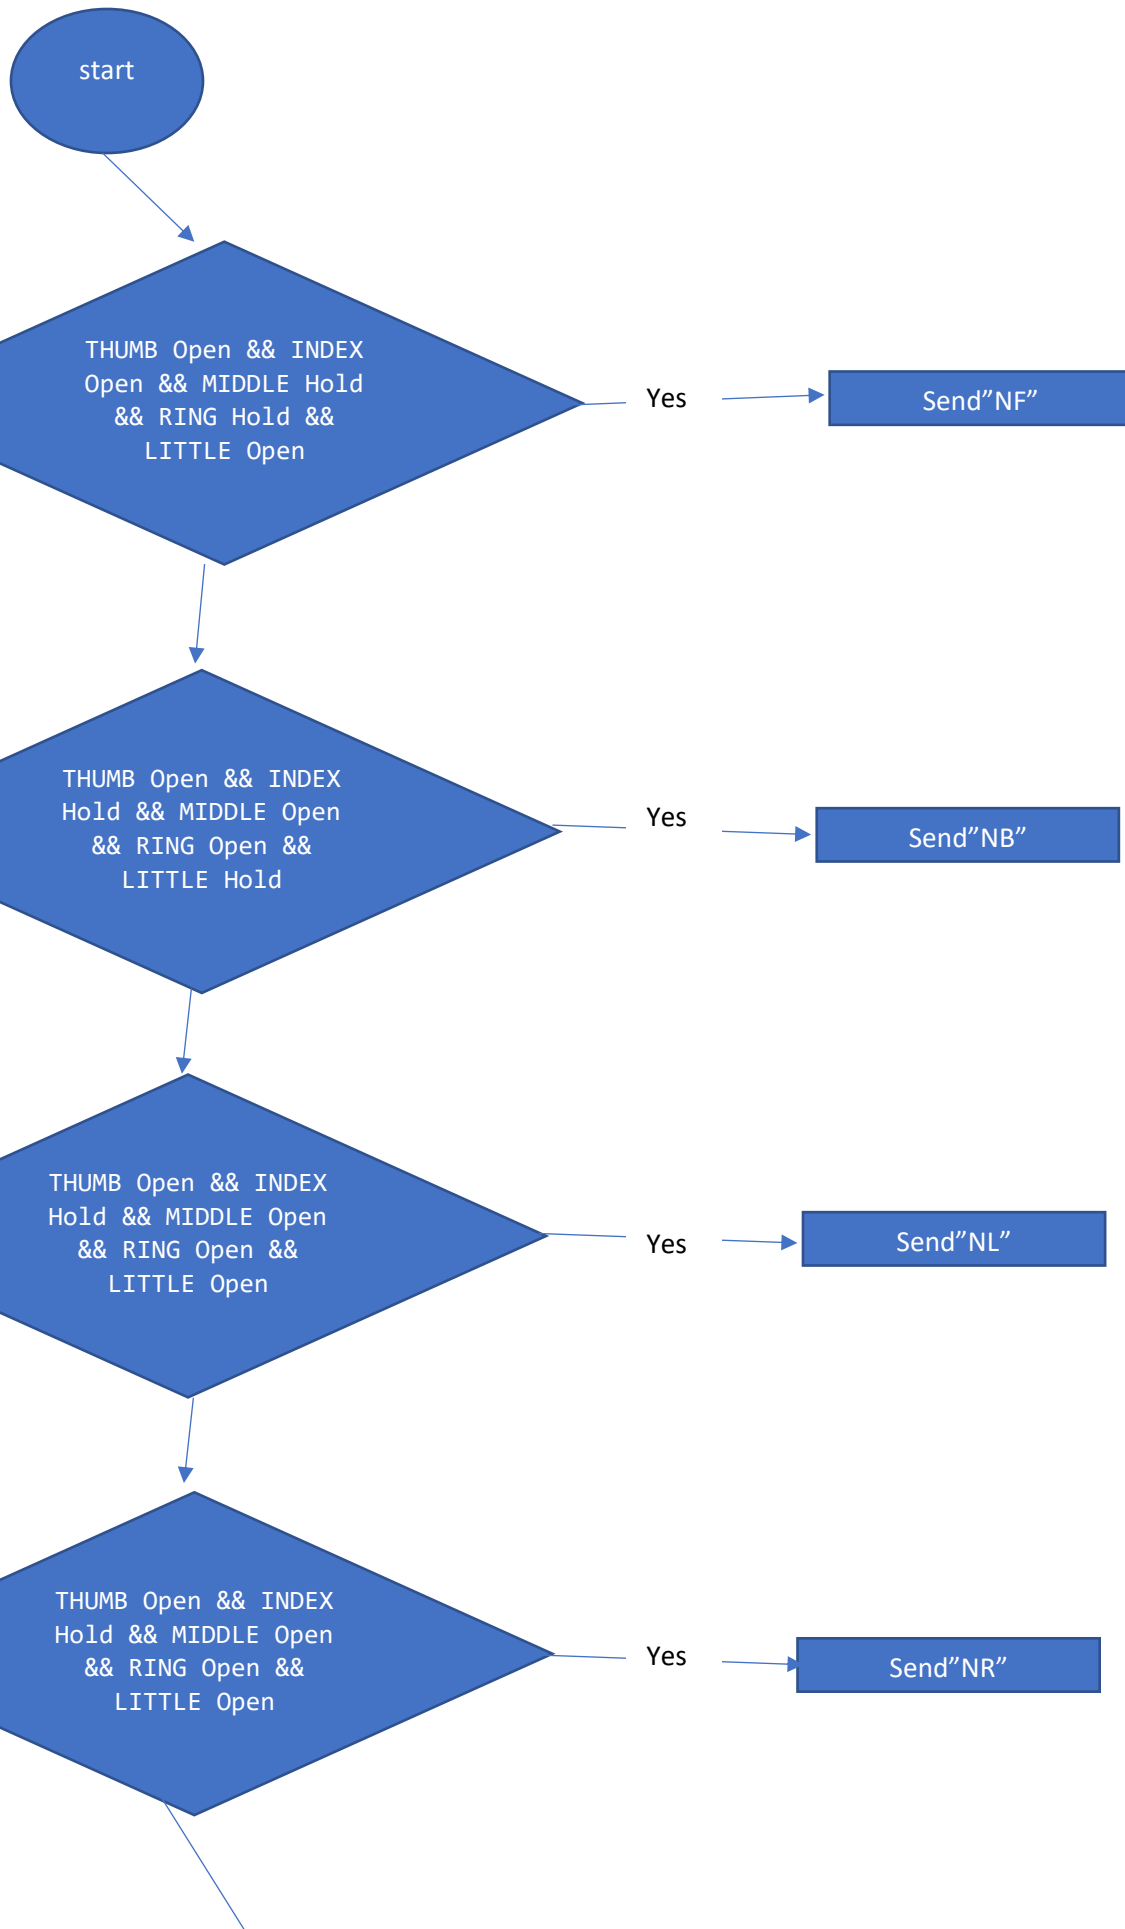 start
THUMB Open && INDEX
Open && MIDDLE Hold
&& RING Hold &&
LITTLE Open
Yes
Send”NF”
THUMB Open && INDEX
Hold && MIDDLE Open
&& RING Open &&
LITTLE Hold
Yes
Send”NB”
THUMB Open && INDEX
Hold && MIDDLE Open
&& RING Open &&
LITTLE Open
Yes
Send”NL”
THUMB Open && INDEX
Hold && MIDDLE Open
&& RING Open &&
LITTLE Open
Yes
Send”NR”